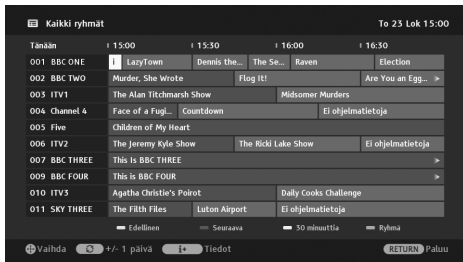 Kaikki ryhmät To 23 Lok 15:00
Tänään 15:00 15:30 16:00 16:30
001 BBC ONE i LazyTown Dennis the... The Se... Raven Election
002 BBC TWO Murder, She Wrote Flog It! Are You an Egg...
003 ITV1 The Alan Titchmarsh Show Midsomer Murders
004 Channel 4 Face of a Fugi... Countdown Ei ohjelmatietoja
005 Five Children of My Heart
006 ITV2 The Jeremy Kyle Show The Ricki Lake Show Ei ohjelmatietoja
007 BBC THREE This Is BBC THREE
009 BBC FOUR This is BBC FOUR
010 ITV3 Agatha Christie's Poirot Daily Cooks Challenge
011 SKY THREE The Filth Files Luton Airport Ei ohjelmatietoja
Edellinen Seuraava 30 minuuttia Ryhmä
Vaihda +/- 1 päivä i+ Tiedot RETURN Paluu